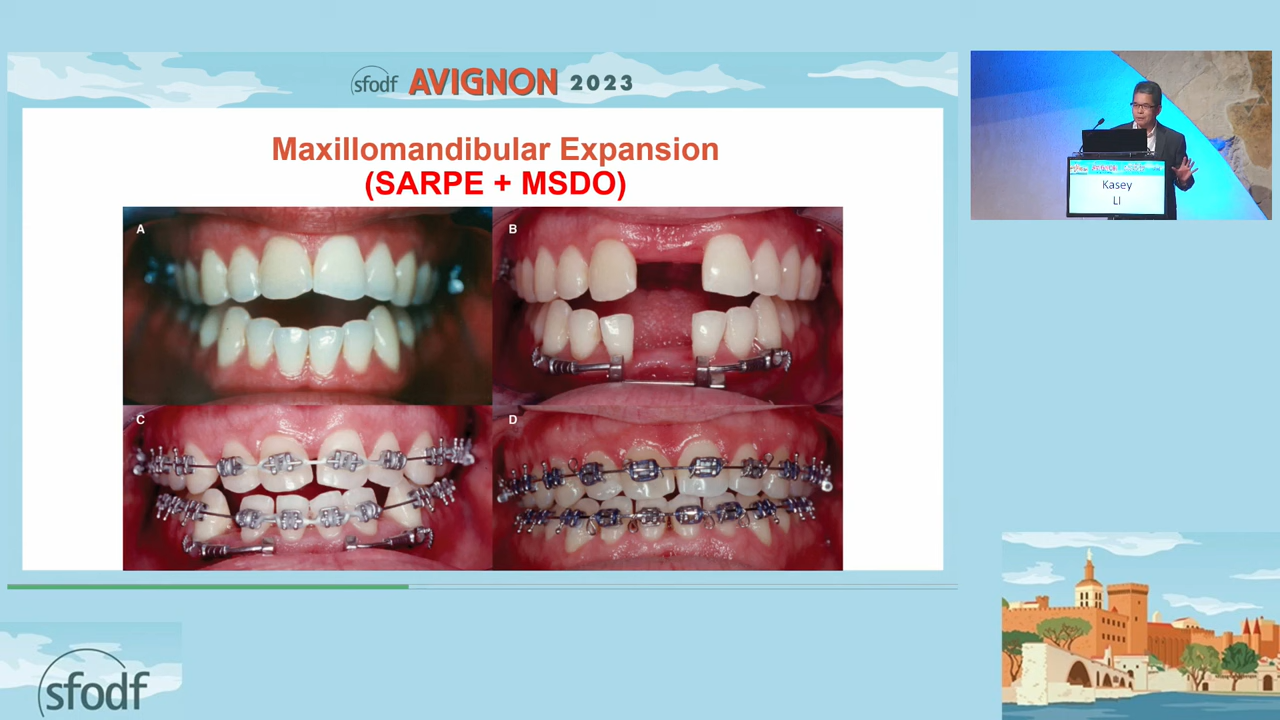 sfodf AVIGNON 2023
Maxillomandibular Expansion
(SARPE + MSDO)
A
B
C
D
Kasey
LI
sfodf